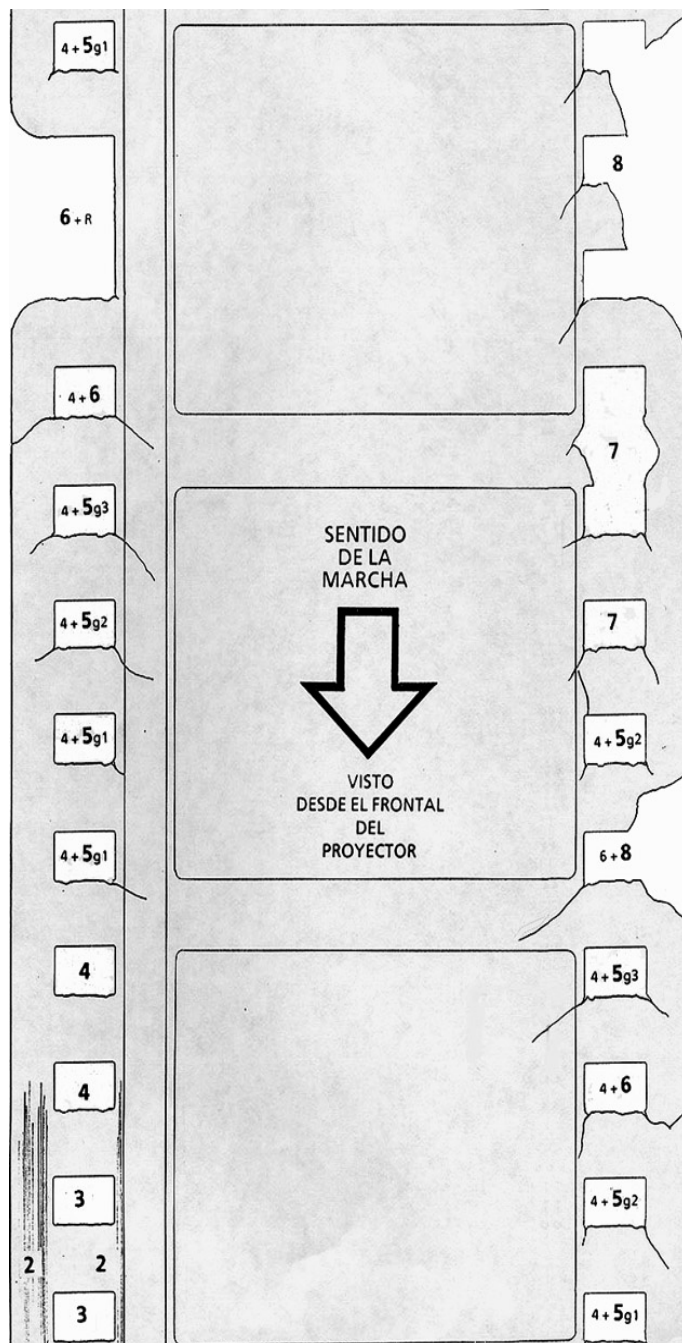 4+5g1
8
6+R
4+6
7
4+5g3
SENTIDO
DE LA
MARCHA
4+5g2
7
4+5g1
4+5g2
VISTO
DESDE EL FRONTAL
DEL
PROYECTOR
4+5g1
6+8
4
4+5g3
4
4+6
3
4+5g2
2
2
3
4+5g1